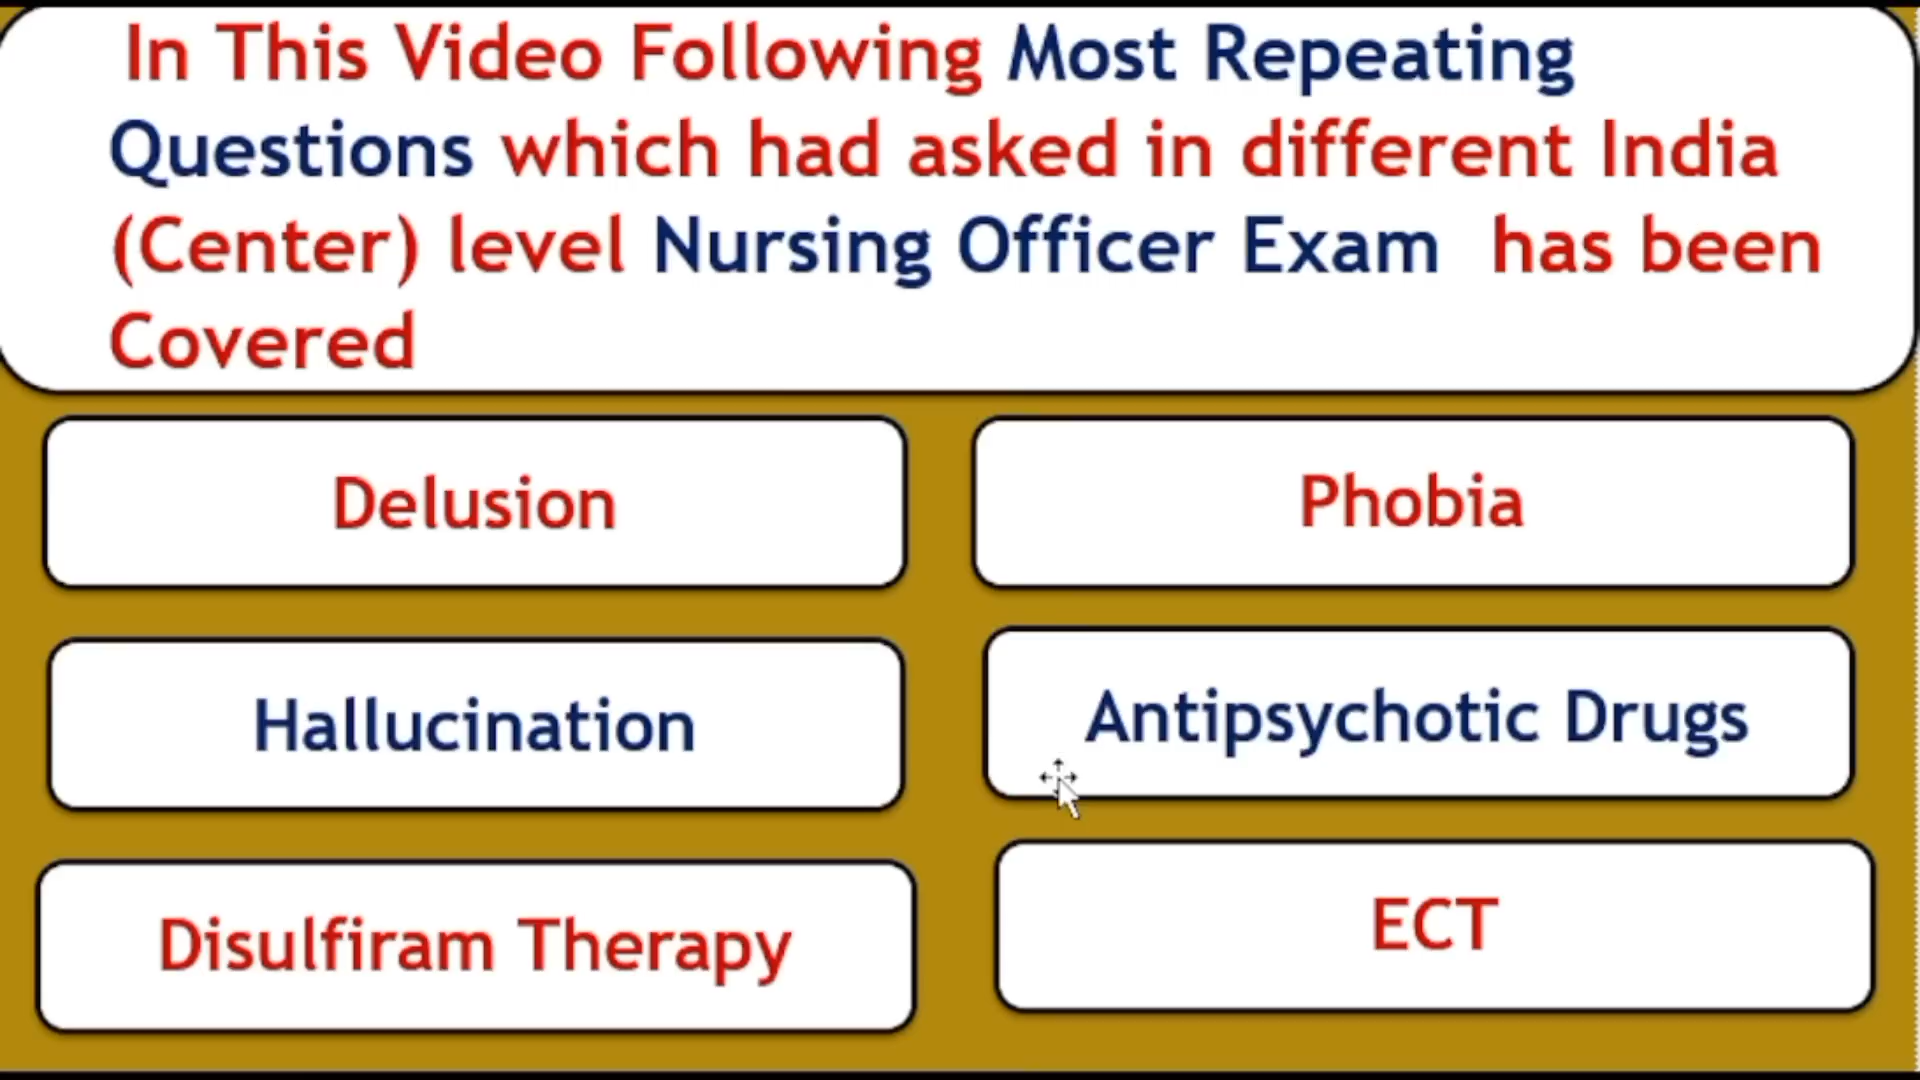 In This Video Following Most Repeating
Questions which had asked in different India
(Center) level Nursing Officer Exam has been
Covered
Delusion
Phobia
Hallucination
Antipsychotic Drugs
Disulfiram Therapy
ECT